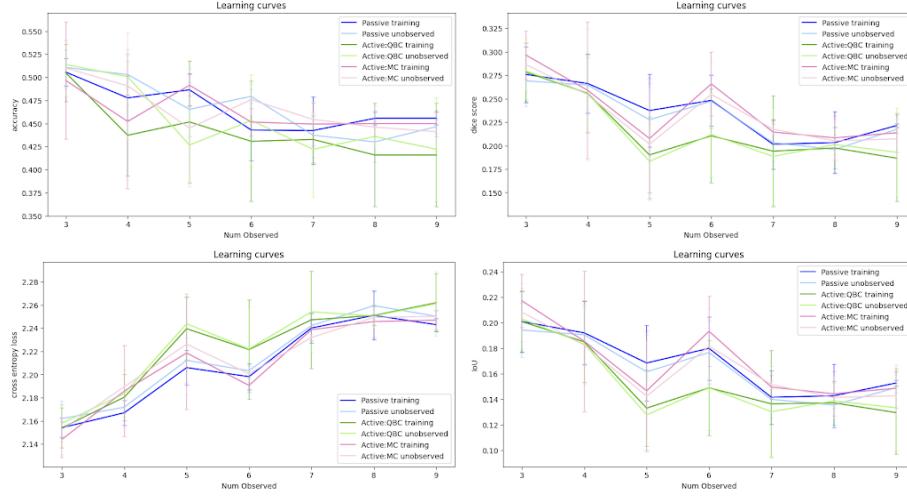 Learning curves
0.550
0.525
0.500
0.475
0.450
0.425
0.400
0.375
0.350
accuracy
Passive training
Passive unobserved
Active:QBC training
Active:QBC unobserved
Active:MC training
Active:MC unobserved
3 4 5 6 7 8 9
Num Observed
Learning curves
0.325
0.300
0.275
0.250
0.225
0.200
0.175
0.150
dice score
Passive training
Passive unobserved
Active:QBC training
Active:QBC unobserved
Active:MC training
Active:MC unobserved
3 4 5 6 7 8 9
Num Observed
Learning curves
2.28
2.26
2.24
2.22
2.20
2.18
2.16
2.14
cross entropy loss
Passive training
Passive unobserved
Active:QBC training
Active:QBC unobserved
Active:MC training
Active:MC unobserved
3 4 5 6 7 8 9
Num Observed
Learning curves
0.24
0.22
0.20
0.18
0.16
0.14
0.12
0.10
IoU
Passive training
Passive unobserved
Active:QBC training
Active:QBC unobserved
Active:MC training
Active:MC unobserved
3 4 5 6 7 8 9
Num Observed